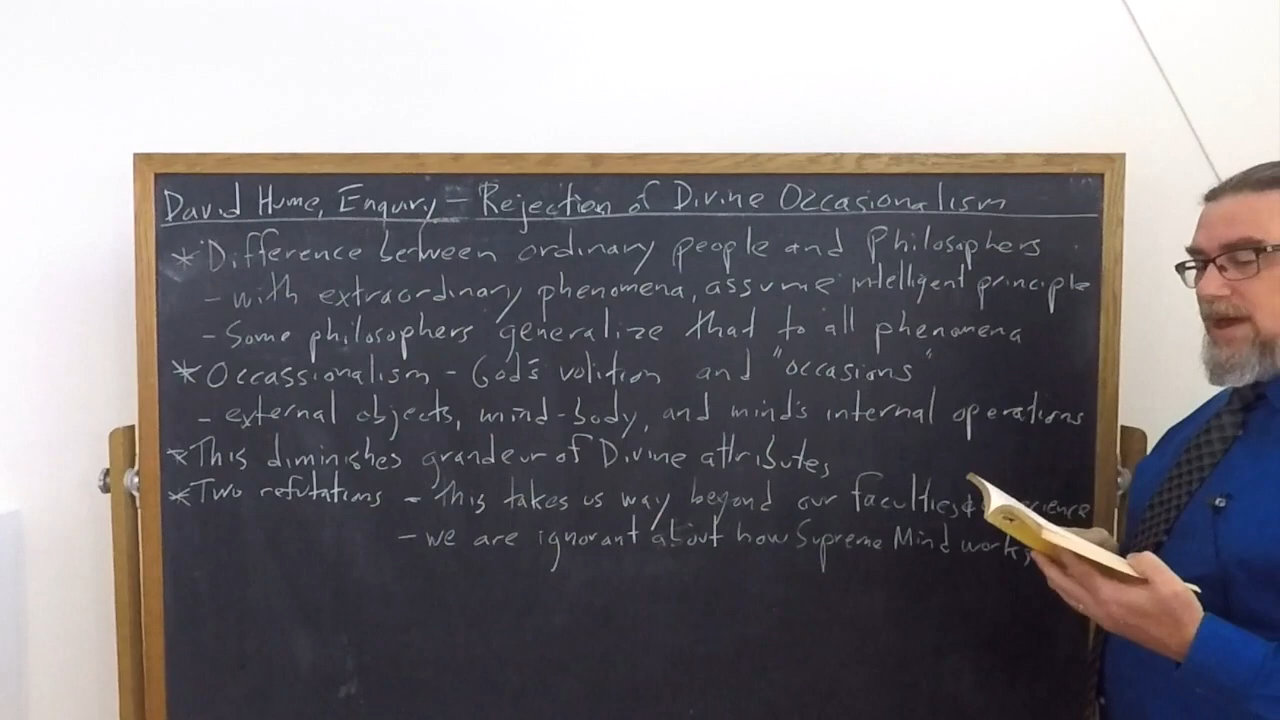 David Hume, Enquiry - Rejection of Divine Occasionalism
* Difference between ordinary people and Philosophers
- with extraordinary phenomena, assume intelligent principle
- Some philosophers generalize that to all phenomena
* Occassionalism - God's volition and "occasions"
- external objects, mind-body, and mind's internal operations
* This diminishes grandeur of Divine attributes
* Two refutations - this takes us way beyond our faculties &
- we are ignorant about how Supreme Mind works